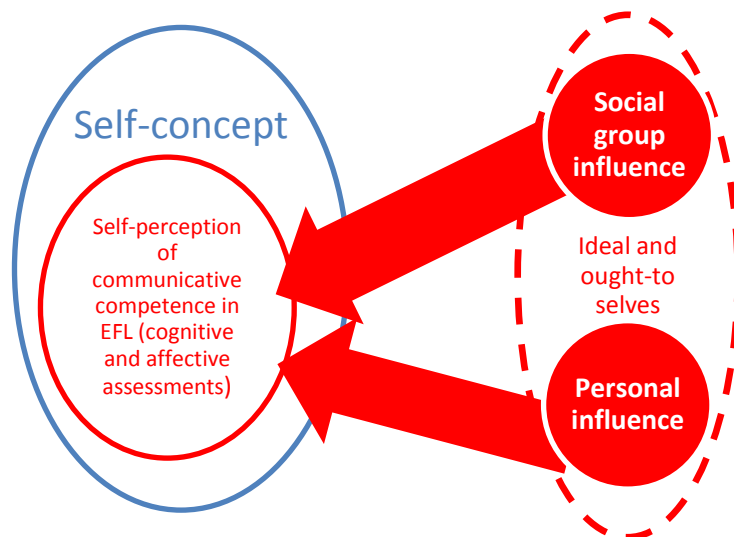 Self-concept
Self-perception
of
communicative
competence in
EFL (cognitive
and affective
assessments)
Social
group
influence
Ideal and
ought-to
selves
Personal
influence